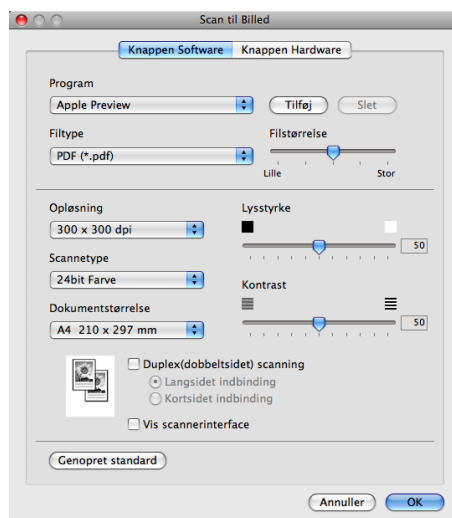 Scan til Billed
Knappen Software Knappen Hardware
Program
Apple Preview Tilføj Slet
Filtype Filstørrelse
PDF (*.pdf)
Lille Stor
Opløsning Lysstyrke
300 x 300 dpi
50
Scannetype
24bit Farve
Kontrast
Dokumentstørrelse
A4 210 x 297 mm 50
Duplex(dobbeltsidet) scanning
Langsidet indbinding
Kortsidet indbinding
Vis scannerinterface
Genopret standard
Annuller OK